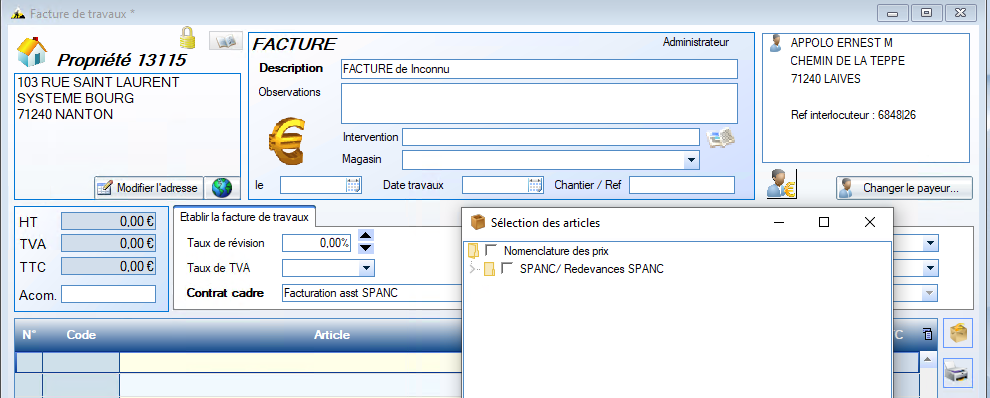 Facture de travaux *
Propriété 13115
103 RUE SAINT LAURENT
SYSTEME BOURG
71240 NANTON
Modifier l'adresse
FACTURE
Administrateur
Description
FACTURE de Inconnu
Observations
Intervention
Magasin
le
Date travaux
Chantier / Ref
APPOLO ERNEST M
CHEMIN DE LA TEPPE
71240 LAIVES
Ref interlocuteur : 6848|26
Changer le payeur...
HT 0,00 €
TVA 0,00 €
TTC 0,00 €
Acom.
Etablir la facture de travaux
Taux de révision 0,00%
Taux de TVA
Contrat cadre Facturation asst SPANC
Sélection des articles
Nomenclature des prix
SPANC/ Redevances SPANC
N° Code Article C